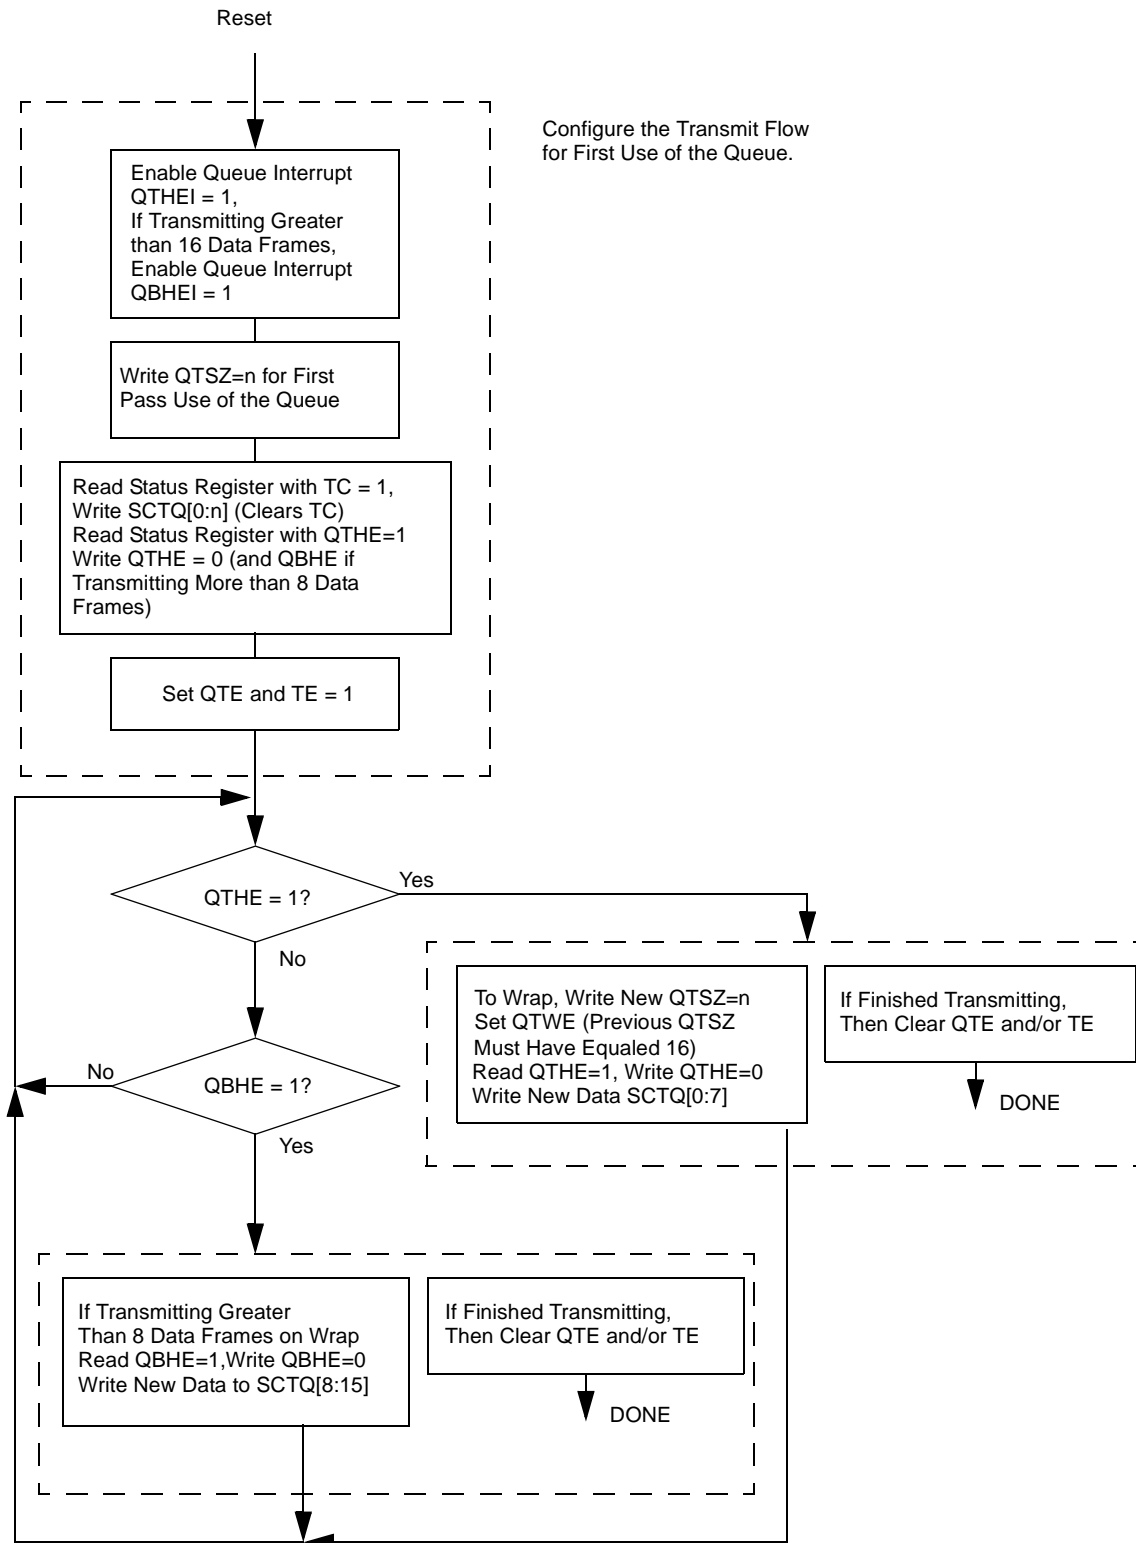 Reset
Configure the Transmit Flow
for First Use of the Queue.
Enable Queue Interrupt
QTHEI = 1,
If Transmitting Greater
than 16 Data Frames,
Enable Queue Interrupt
QBHEI = 1
Write QTSZ=n for First
Pass Use of the Queue
Read Status Register with TC = 1,
Write SCTQ[0:n] (Clears TC)
Read Status Register with QTHE=1
Write QTHE = 0 (and QBHE if
Transmitting More than 8 Data
Frames)
Set QTE and TE = 1
QTHE = 1?
Yes
No
To Wrap, Write New QTSZ=n
Set QTWE (Previous QTSZ
Must Have Equaled 16)
Read QTHE=1, Write QTHE=0
Write New Data SCTQ[0:7]
If Finished Transmitting,
Then Clear QTE and/or TE
DONE
No
QBHE = 1?
Yes
If Transmitting Greater
Than 8 Data Frames on Wrap
Read QBHE=1,Write QBHE=0
Write New Data to SCTQ[8:15]
If Finished Transmitting,
Then Clear QTE and/or TE
DONE